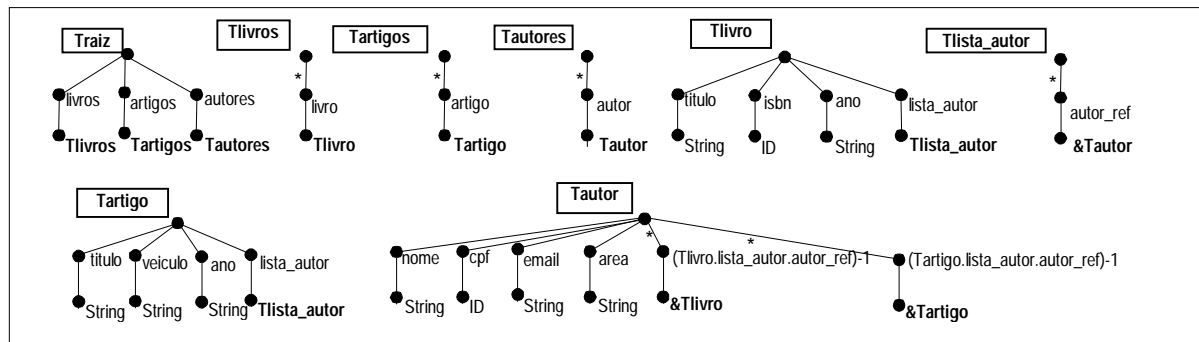 Traiz
Tlivros
Tartigos
Tautores
Tlivro
Tlista_autor
* * * *
livros artigos autores livro artigo autor titulo isbn ano lista_autor autor_ref
Tlivros Tartigos Tautores Tlivro Tartigo Tautor String ID String Tlista_autor &Tautor
Tartigo
Tautor
* *
titulo veiculo ano lista_autor nome cpf email area (Tlivro.lista_autor.autor_ref)-1 (Tartigo.lista_autor.autor_ref)-1
String String String Tlista_autor String ID String String &Tlivro &Tartigo